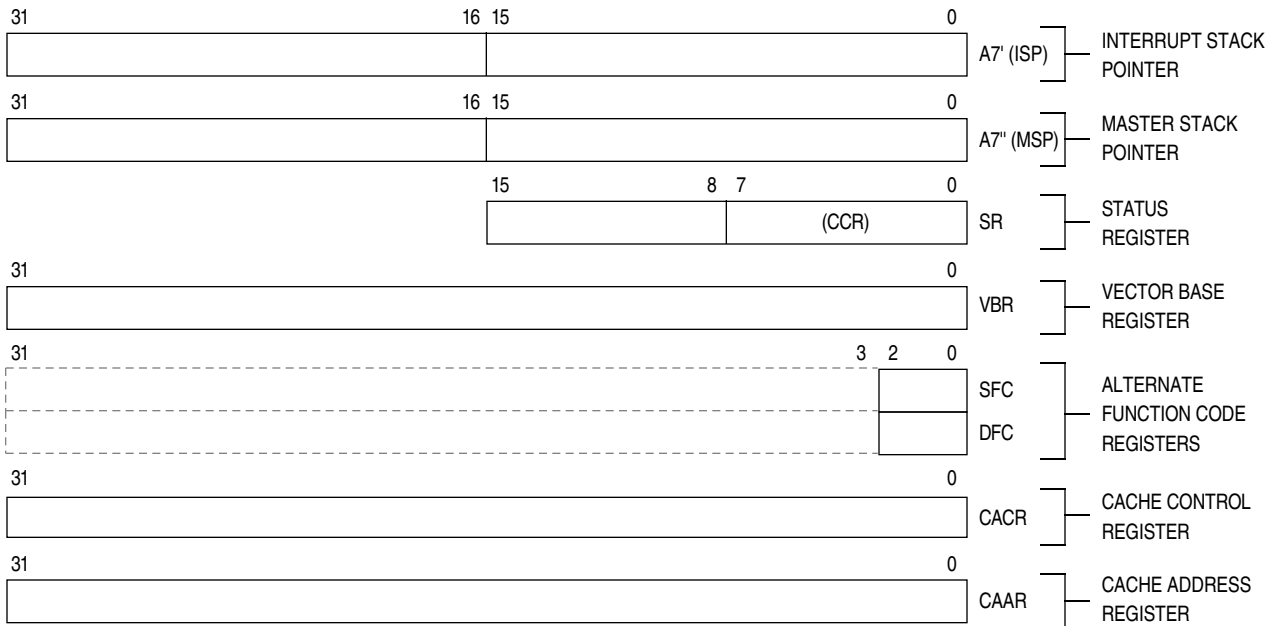 31 16 15 0
A7' (ISP) INTERRUPT STACK
POINTER
31 16 15 0
A7" (MSP) MASTER STACK
POINTER
15 8 7 0
(CCR) SR STATUS
REGISTER
31 0
VBR VECTOR BASE
REGISTER
31 3 2 0
SFC ALTERNATE
FUNCTION CODE
DFC REGISTERS
31 0
CACR CACHE CONTROL
REGISTER
31 0
CAAR CACHE ADDRESS
REGISTER